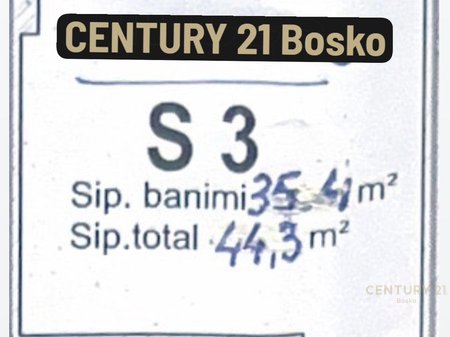 CENTURY 21 Bosko
S 3
Sip. banimi 35.4 m²
Sip.total 44,3 m²
CENTURY 21
Bosko